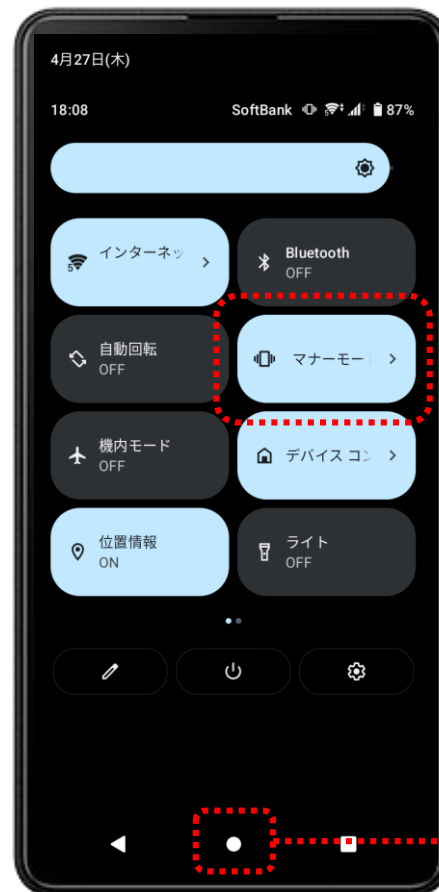 4月27日(木)
18:08 SoftBank 87%
インターネッ
Bluetooth
OFF
自動回転
OFF
マナーモー
機内モード
OFF
デバイス コン
位置情報
ON
ライト
OFF